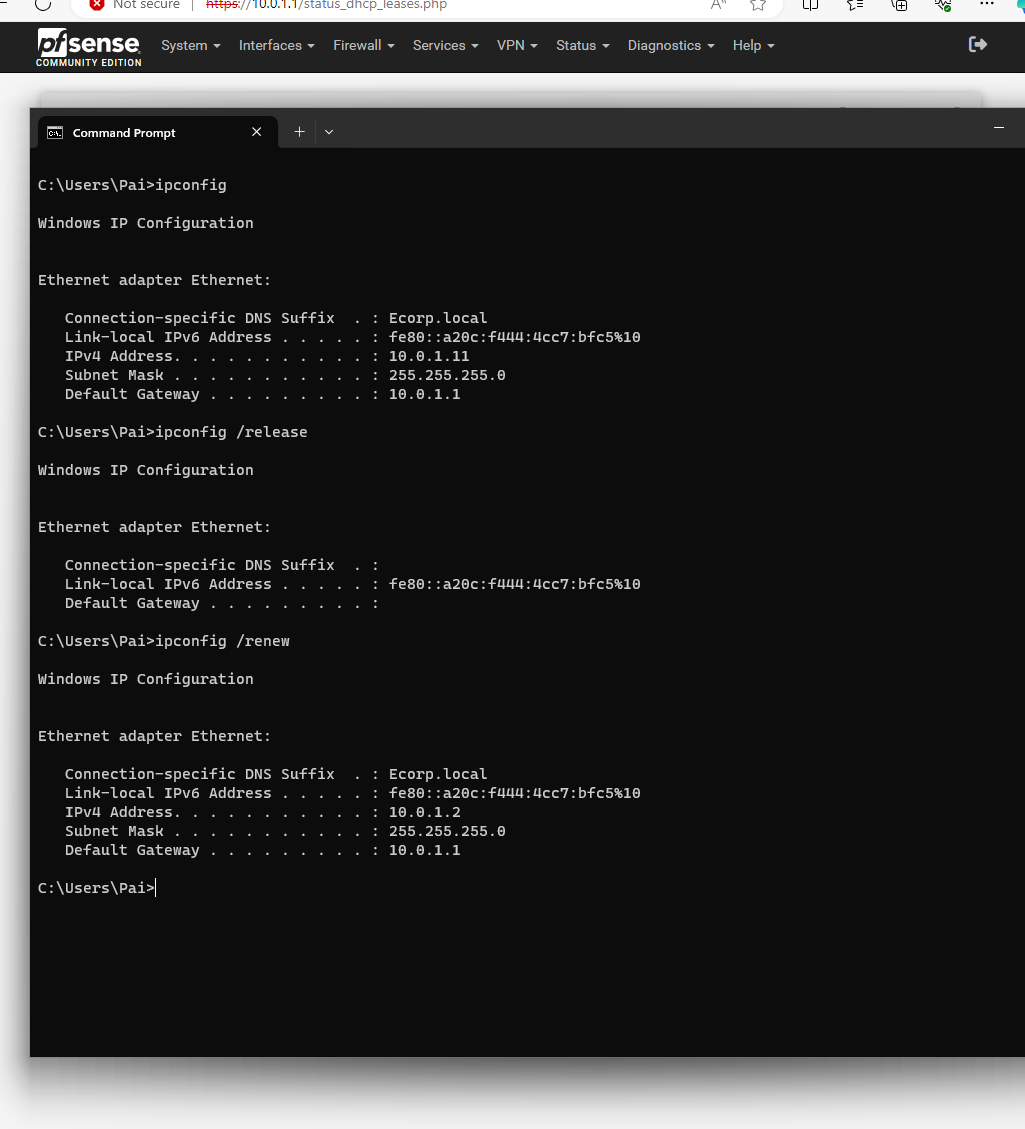 Not secure | https://10.0.1.1/status_dhcp_leases.php
pfsense
COMMUNITY EDITION
System Interfaces Firewall Services VPN Status Diagnostics Help
Command Prompt
C:\Users\Pai>ipconfig
Windows IP Configuration
Ethernet adapter Ethernet:
Connection-specific DNS Suffix . : Ecorp.local
Link-local IPv6 Address . . . . . : fe80::a20c:f444:4cc7:bfc5%10
IPv4 Address. . . . . . . . . . . : 10.0.1.11
Subnet Mask . . . . . . . . . . . : 255.255.255.0
Default Gateway . . . . . . . . . : 10.0.1.1
C:\Users\Pai>ipconfig /release
Windows IP Configuration
Ethernet adapter Ethernet:
Connection-specific DNS Suffix . :
Link-local IPv6 Address . . . . . : fe80::a20c:f444:4cc7:bfc5%10
Default Gateway . . . . . . . . . :
C:\Users\Pai>ipconfig /renew
Windows IP Configuration
Ethernet adapter Ethernet:
Connection-specific DNS Suffix . : Ecorp.local
Link-local IPv6 Address . . . . . : fe80::a20c:f444:4cc7:bfc5%10
IPv4 Address. . . . . . . . . . . : 10.0.1.2
Subnet Mask . . . . . . . . . . . : 255.255.255.0
Default Gateway . . . . . . . . . : 10.0.1.1
C:\Users\Pai>